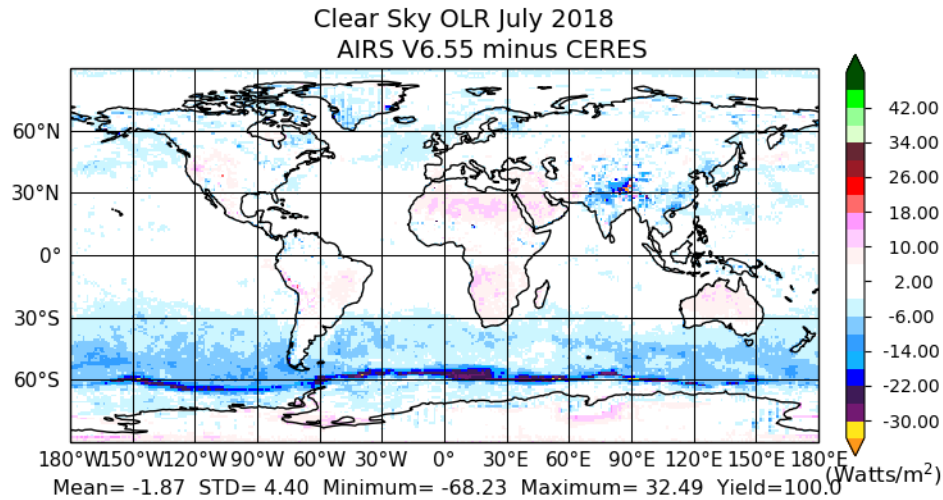 Clear Sky OLR July 2018
AIRS V6.55 minus CERES
60°N
30°N
0°
30°S
60°S
180°W 150°W 120°W 90°W 60°W 30°W 0° 30°E 60°E 90°E 120°E 150°E 180°E
42.00
34.00
26.00
18.00
10.00
2.00
-6.00
-14.00
-22.00
-30.00
(Watts/m²)
Mean= -1.87 STD= 4.40 Minimum= -68.23 Maximum= 32.49 Yield=100.0